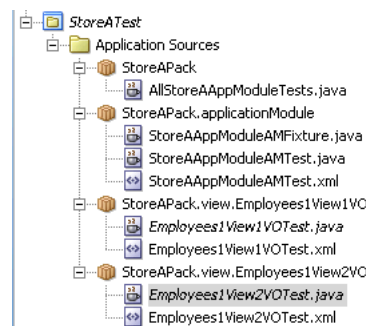 StoreATest
Application Sources
StoreAPack
AllStoreAAppModuleTests.java
StoreAPack.applicationModule
StoreAAppModuleAMFixture.java
StoreAAppModuleAMTest.java
StoreAAppModuleAMTest.xml
StoreAPack.view.Employees1View1VO
Employees1View1VOTest.java
Employees1View1VOTest.xml
StoreAPack.view.Employees1View2VO
Employees1View2VOTest.java
Employees1View2VOTest.xml